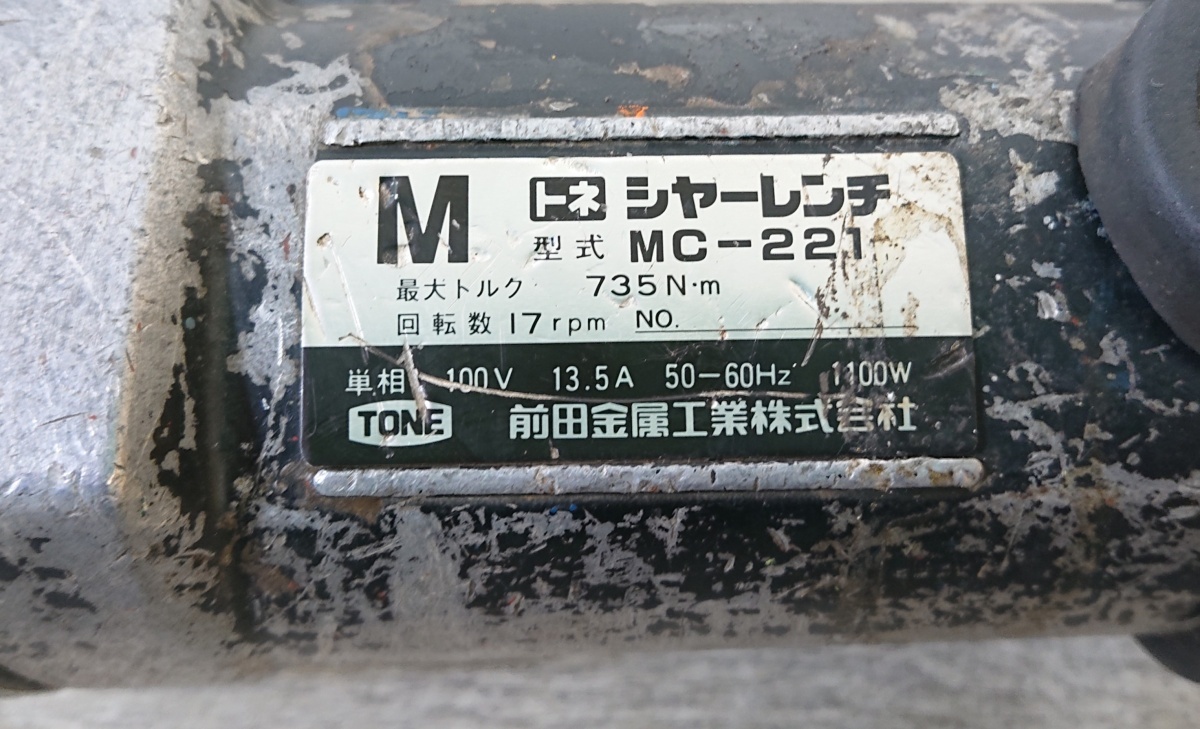 M
トネ シヤーレンチ
型式 MC-221
最大トルク 735N·m
回転数 17rpm NO.
単相 100V 13.5A 50-60Hz 1100W
TONE 前田金属工業株式会社